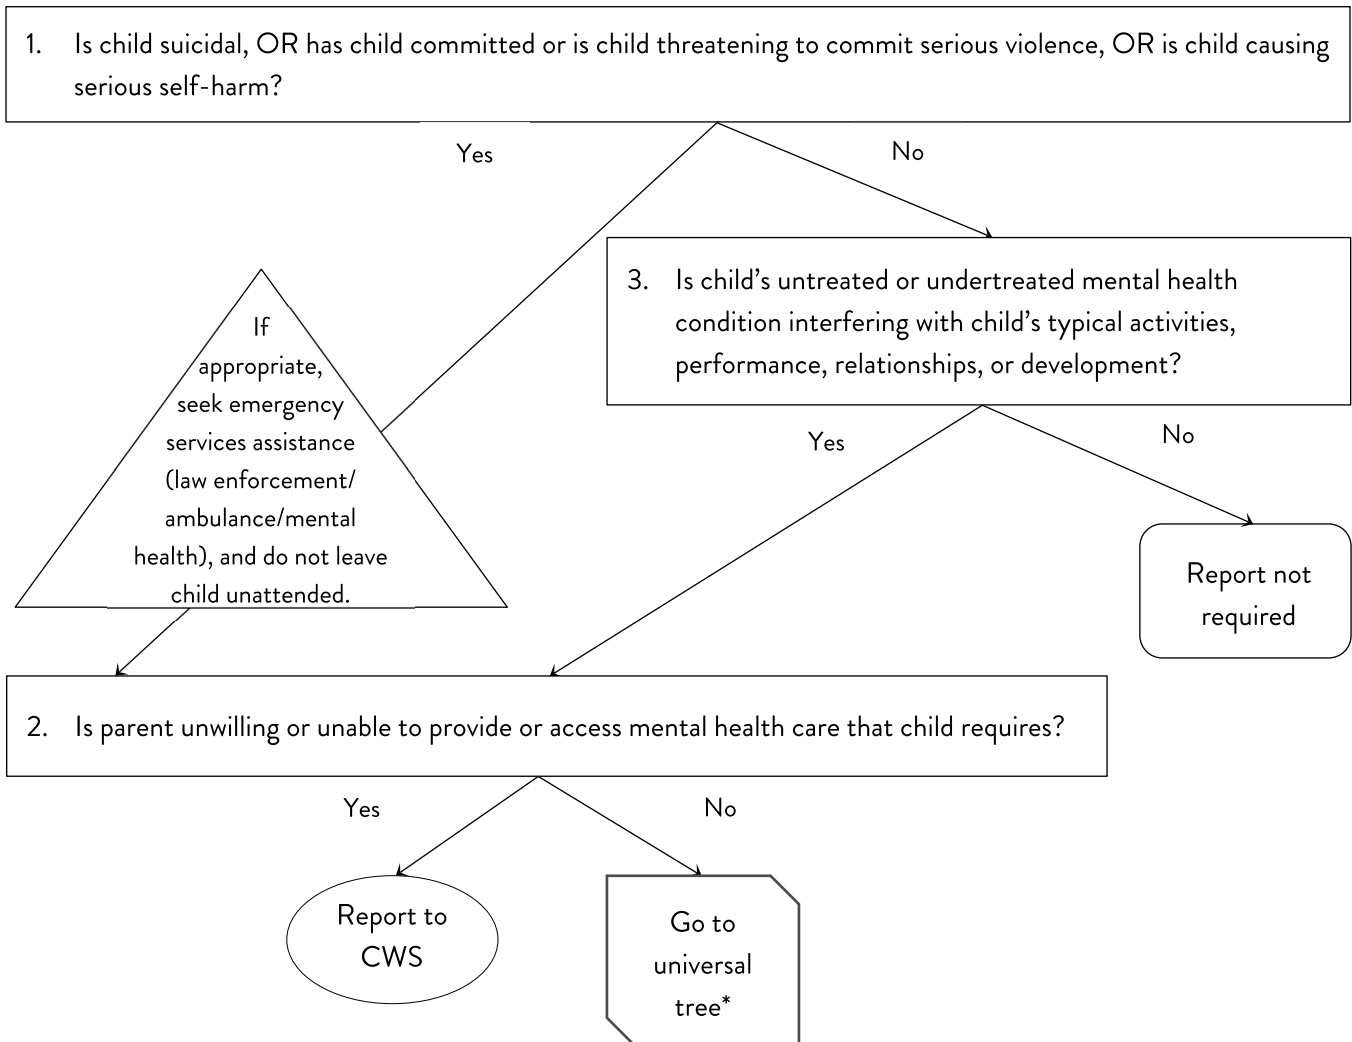 1. Is child suicidal, OR has child committed or is child threatening to commit serious violence, OR is child causing
serious self-harm?
Yes
No
3. Is child's untreated or undertreated mental health
condition interfering with child's typical activities,
performance, relationships, or development?
If
appropriate,
seek emergency
services assistance
(law enforcement/
ambulance/mental
health), and do not leave
child unattended.
Yes
No
Report not
required
2. Is parent unwilling or unable to provide or access mental health care that child requires?
Yes
No
Report to
CWS
Go to
universal
tree*